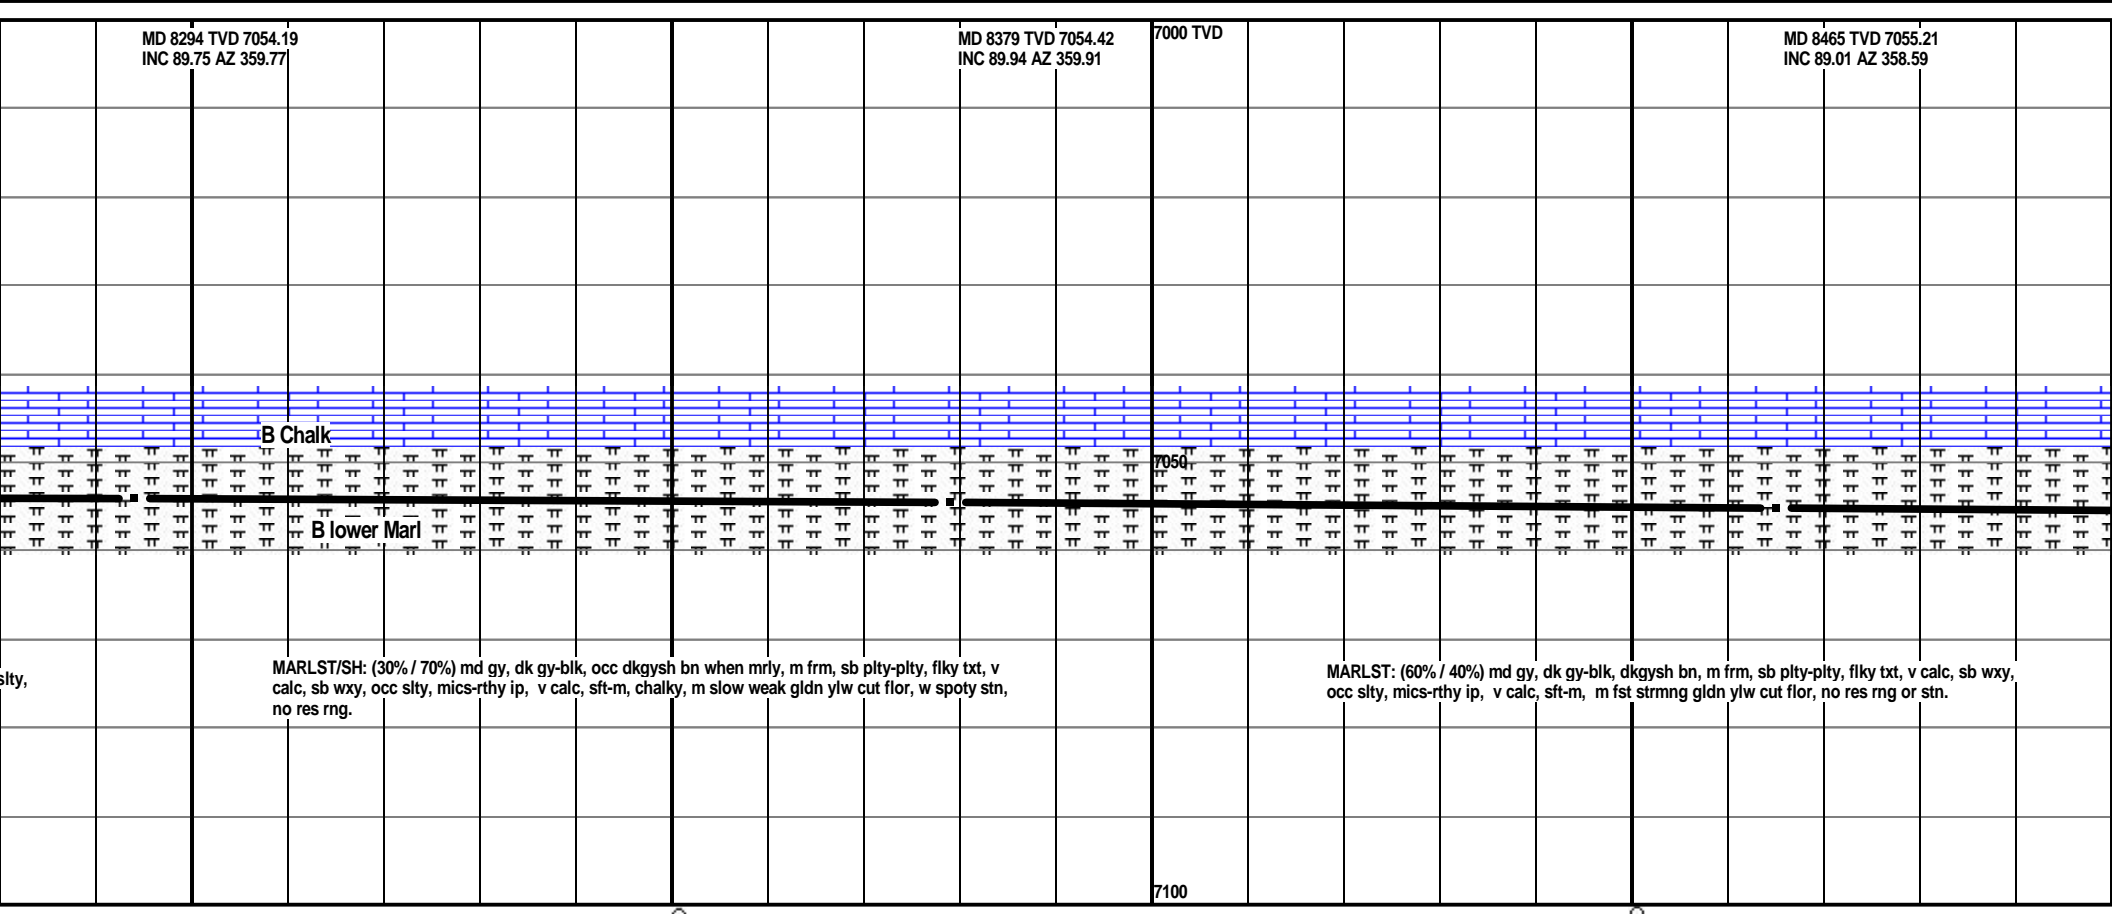 MD 8294 TVD 7054.19
INC 89.75 AZ 359.77
MD 8379 TVD 7054.42
INC 89.94 AZ 359.91
7000 TVD
MD 8465 TVD 7055.21
INC 89.01 AZ 358.59
B Chalk
7050
B lower Marl
slty,
MARLST/SH: (30% / 70%) md gy, dk gy-blk, occ dkgysh bn when mrly, m frm, sb plty-plty, flky txt, v
calc, sb wxy, occ slty, mics-rthy ip, v calc, sft-m, chalky, m slow weak gldn ylw cut flor, w spoty stn,
no res rng.
MARLST: (60% / 40%) md gy, dk gy-blk, dkgysh bn, m frm, sb plty-plty, flky txt, v calc, sb wxy,
occ slty, mics-rthy ip, v calc, sft-m, m fst strmng gldn ylw cut flor, no res rng or stn.
7100